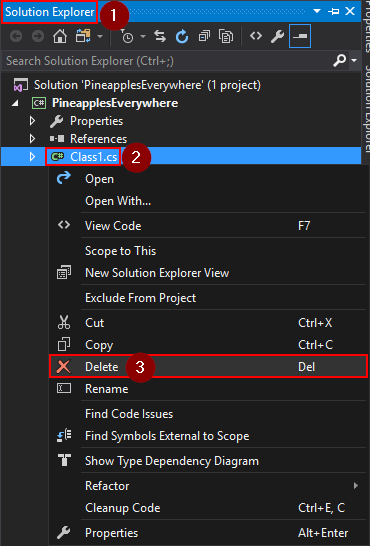 Solution Explorer
1
Search Solution Explorer (Ctrl+;)
Solution 'PineapplesEverywhere' (1 project)
C# PineapplesEverywhere
Properties
References
C# Class1.cs 2
Open
Open With...
View Code F7
Scope to This
New Solution Explorer View
Exclude From Project
Cut Ctrl+X
Copy Ctrl+C
Delete 3 Del
Rename
Find Code Issues
Find Symbols External to Scope
Show Type Dependency Diagram
Refactor
Cleanup Code Ctrl+E, C
Properties Alt+Enter
Properties
Solution Explorer